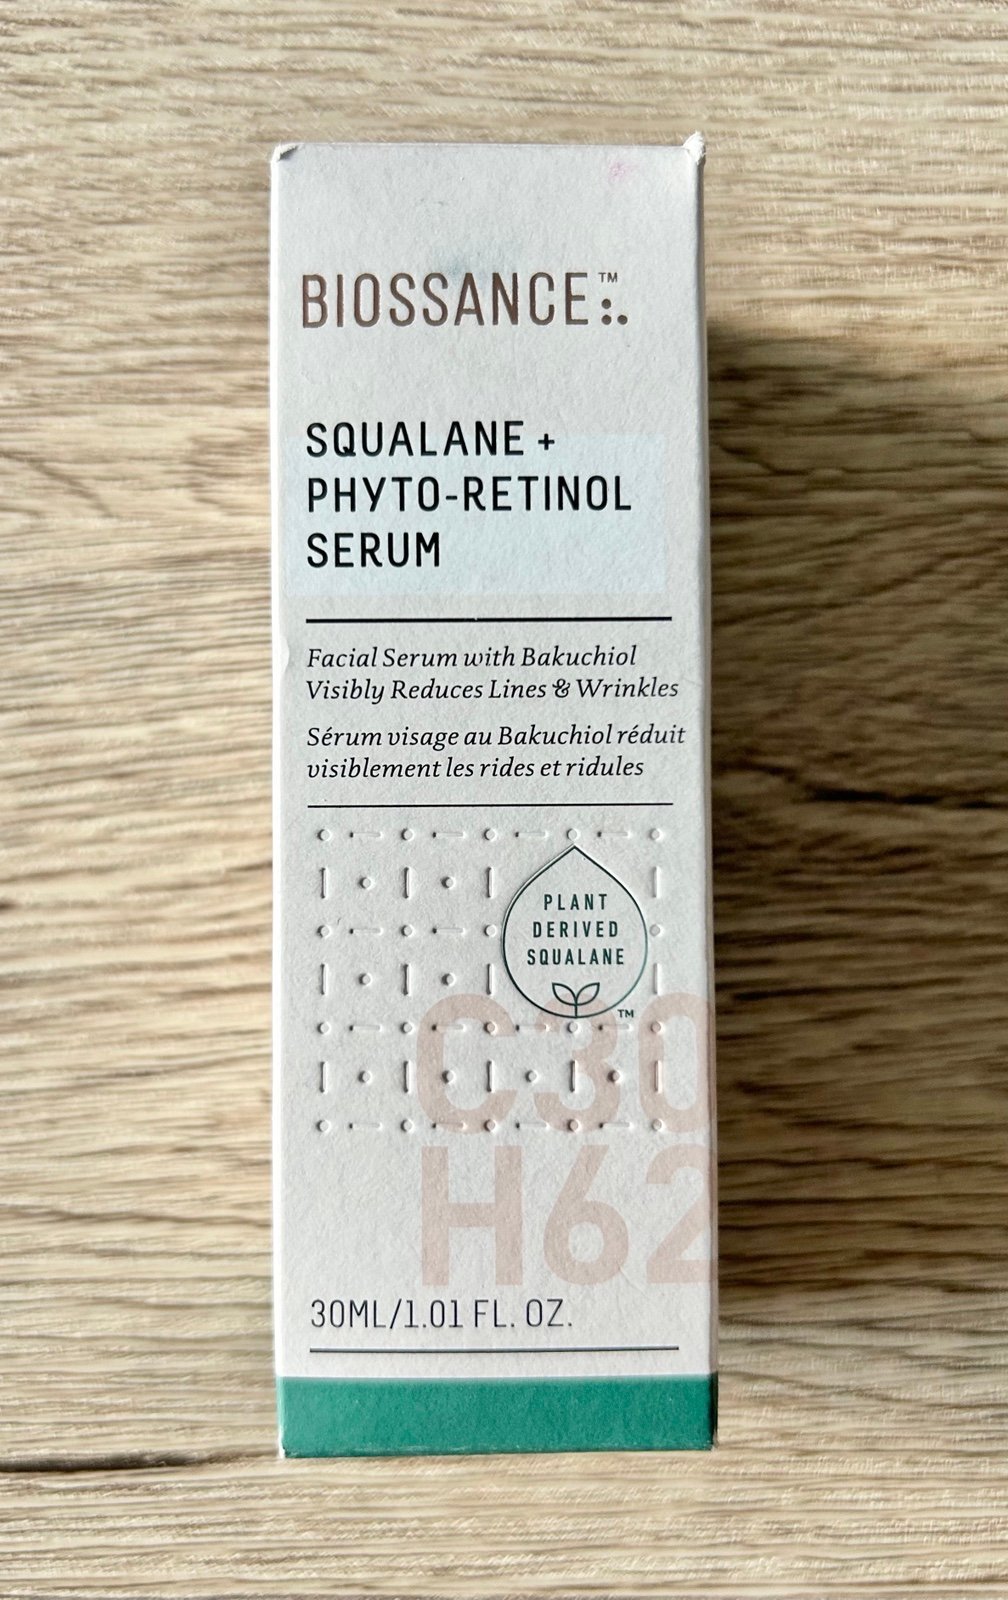 BIOSSANCE™
SQUALANE +
PHYTO-RETINOL
SERUM
Facial Serum with Bakuchiol
Visibly Reduces Lines & Wrinkles
Sérum visage au Bakuchiol réduit
visiblement les rides et ridules
PLANT
DERIVED
SQUALANE
™
C30
H62
30ML/1.01 FL. OZ.